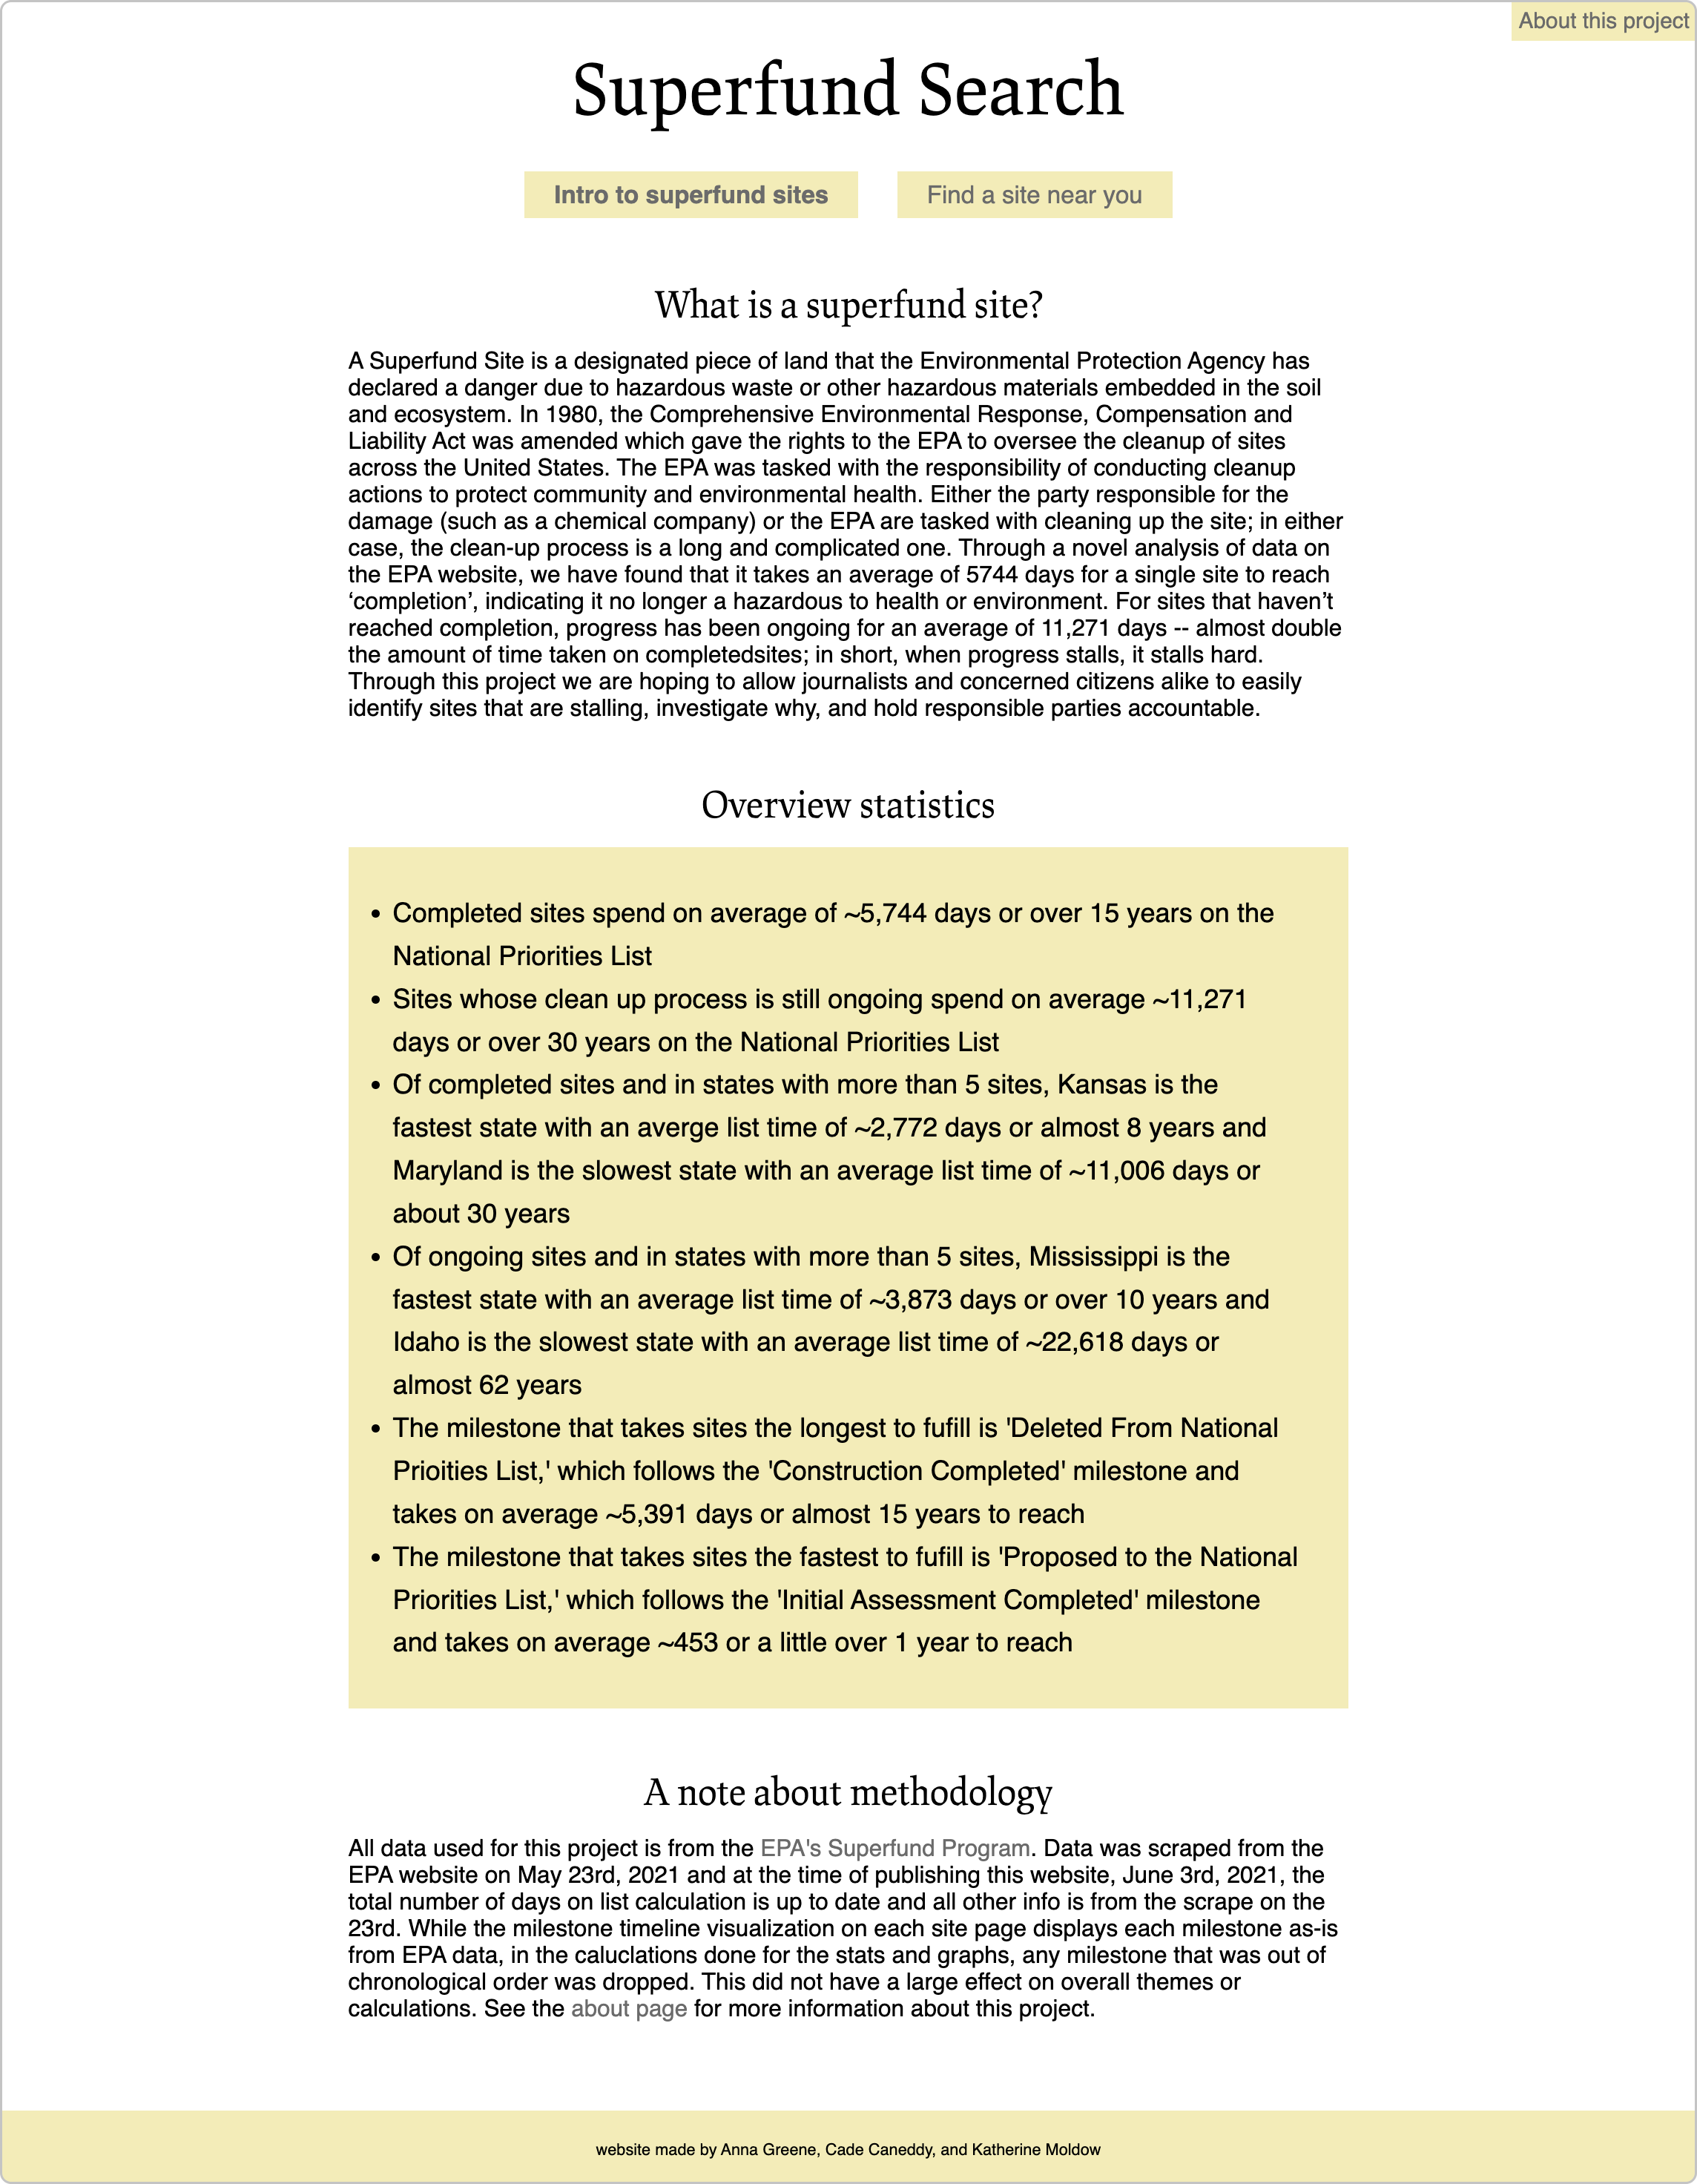 About this project
Superfund Search
Intro to superfund sites
Find a site near you
What is a superfund site?
A Superfund Site is a designated piece of land that the Environmental Protection Agency has
declared a danger due to hazardous waste or other hazardous materials embedded in the soil
and ecosystem. In 1980, the Comprehensive Environmental Response, Compensation and
Liability Act was amended which gave the rights to the EPA to oversee the cleanup of sites
across the United States. The EPA was tasked with the responsibility of conducting cleanup
actions to protect community and environmental health. Either the party responsible for the
damage (such as a chemical company) or the EPA are tasked with cleaning up the site; in either
case, the clean-up process is a long and complicated one. Through a novel analysis of data on
the EPA website, we have found that it takes an average of 5744 days for a single site to reach
‘completion’, indicating it no longer a hazardous to health or environment. For sites that haven’t
reached completion, progress has been ongoing for an average of 11,271 days -- almost double
the amount of time taken on completedsites; in short, when progress stalls, it stalls hard.
Through this project we are hoping to allow journalists and concerned citizens alike to easily
identify sites that are stalling, investigate why, and hold responsible parties accountable.
Overview statistics
• Completed sites spend on average of ~5,744 days or over 15 years on the
National Priorities List
• Sites whose clean up process is still ongoing spend on average ~11,271
days or over 30 years on the National Priorities List
• Of completed sites and in states with more than 5 sites, Kansas is the
fastest state with an averge list time of ~2,772 days or almost 8 years and
Maryland is the slowest state with an average list time of ~11,006 days or
about 30 years
• Of ongoing sites and in states with more than 5 sites, Mississippi is the
fastest state with an average list time of ~3,873 days or over 10 years and
Idaho is the slowest state with an average list time of ~22,618 days or
almost 62 years
• The milestone that takes sites the longest to fufill is 'Deleted From National
Prioities List,' which follows the 'Construction Completed' milestone and
takes on average ~5,391 days or almost 15 years to reach
• The milestone that takes sites the fastest to fufill is 'Proposed to the National
Priorities List,' which follows the 'Initial Assessment Completed' milestone
and takes on average ~453 or a little over 1 year to reach
A note about methodology
All data used for this project is from the EPA's Superfund Program. Data was scraped from the
EPA website on May 23rd, 2021 and at the time of publishing this website, June 3rd, 2021, the
total number of days on list calculation is up to date and all other info is from the scrape on the
23rd. While the milestone timeline visualization on each site page displays each milestone as-is
from EPA data, in the caluclations done for the stats and graphs, any milestone that was out of
chronological order was dropped. This did not have a large effect on overall themes or
calculations. See the about page for more information about this project.
website made by Anna Greene, Cade Caneddy, and Katherine Moldow